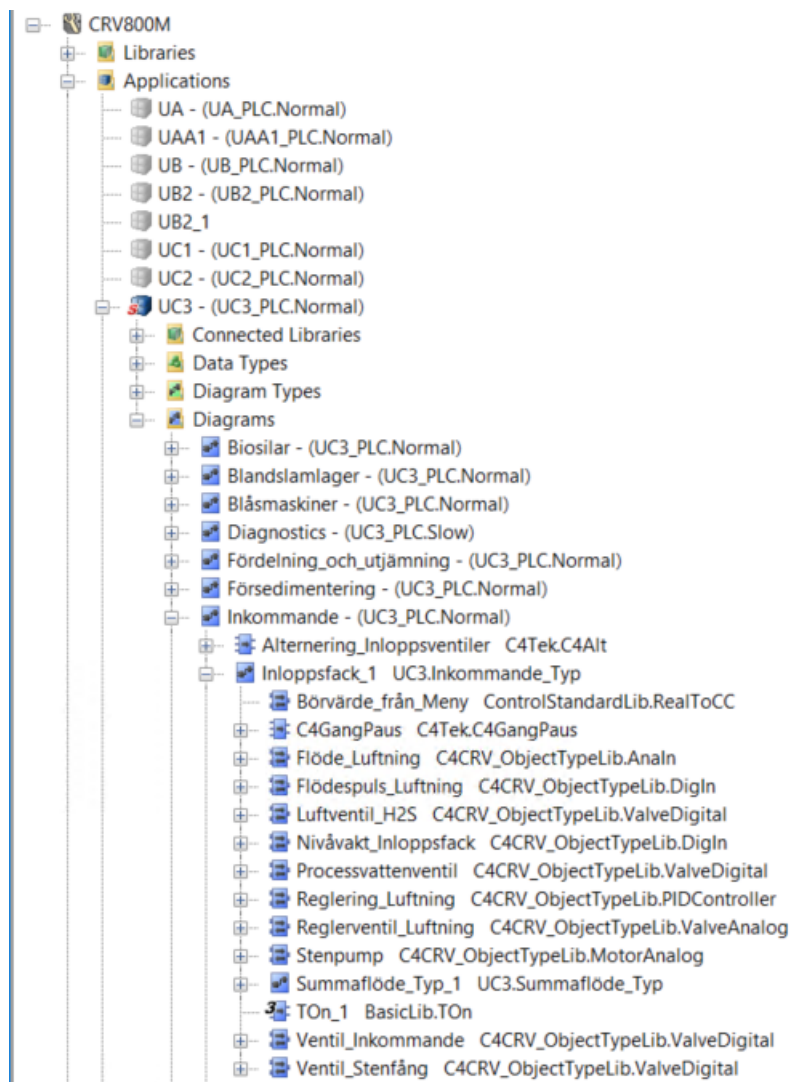 CRV800M
Libraries
Applications
UA - (UA_PLC.Normal)
UAA1 - (UAA1_PLC.Normal)
UB - (UB_PLC.Normal)
UB2 - (UB2_PLC.Normal)
UB2_1
UC1 - (UC1_PLC.Normal)
UC2 - (UC2_PLC.Normal)
S UC3 - (UC3_PLC.Normal)
Connected Libraries
Data Types
Diagram Types
Diagrams
Biosilar - (UC3_PLC.Normal)
Blandslamlager - (UC3_PLC.Normal)
Blåsmaskiner - (UC3_PLC.Normal)
Diagnostics - (UC3_PLC.Slow)
Fördelning_och_utjämning - (UC3_PLC.Normal)
Försedimentering - (UC3_PLC.Normal)
Inkommande - (UC3_PLC.Normal)
Alternering_Inloppsventiler C4Tek.C4Alt
Inloppsfack_1 UC3.Inkommande_Typ
Börvärde_från_Meny ControlStandardLib.RealToCC
C4GangPaus C4Tek.C4GangPaus
Flöde_Luftning C4CRV_ObjectTypeLib.AnaIn
Flödespuls_Luftning C4CRV_ObjectTypeLib.DigIn
Luftventil_H2S C4CRV_ObjectTypeLib.ValveDigital
Nivåvakt_Inloppsfack C4CRV_ObjectTypeLib.DigIn
Processvattenventil C4CRV_ObjectTypeLib.ValveDigital
Reglering_Luftning C4CRV_ObjectTypeLib.PIDController
Reglerventil_Luftning C4CRV_ObjectTypeLib.ValveAnalog
Stenpump C4CRV_ObjectTypeLib.MotorAnalog
Summaflöde_Typ_1 UC3.Summaflöde_Typ
3 TOn_1 BasicLib.TOn
Ventil_Inkommande C4CRV_ObjectTypeLib.ValveDigital
Ventil_Stenfång C4CRV_ObjectTypeLib.ValveDigital